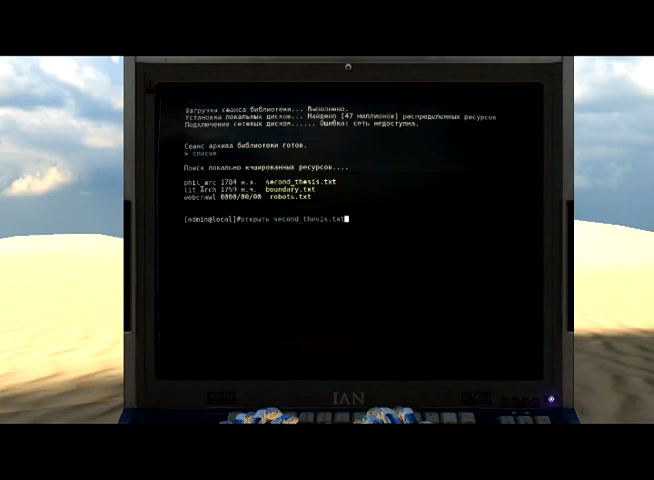 Загрузка сеанса библиотеки... Выполнено.
Установка локальных дисков... Найдено [47 миллионов] распределенных ресурсов
Подключение сетевых дисков...... Ошибка: сеть недоступна.
Сеанс архива библиотеки готов.
> список
Поиск локально кэшированных ресурсов....
phil_arc 1784 н.э. second_thesis.txt
lit_arch 1759 н.э. boundary.txt
webcrawl 0000/00/00 robots.txt
[admin@local]#открыть second_thesis.txt
IAN